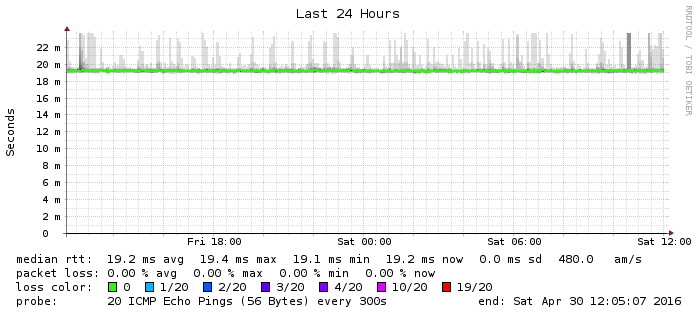 Last 24 Hours
RRDTOOL / TOBI OETIKER
Seconds
22 m
20 m
18 m
16 m
14 m
12 m
10 m
8 m
6 m
4 m
2 m
0
Fri 18:00 Sat 00:00 Sat 06:00 Sat 12:00
median rtt: 19.2 ms avg 19.4 ms max 19.1 ms min 19.2 ms now 0.0 ms sd 480.0 am/s
packet loss: 0.00 % avg 0.00 % max 0.00 % min 0.00 % now
loss color: 0 1/20 2/20 3/20 4/20 10/20 19/20
probe: 20 ICMP Echo Pings (56 Bytes) every 300s end: Sat Apr 30 12:05:07 2016